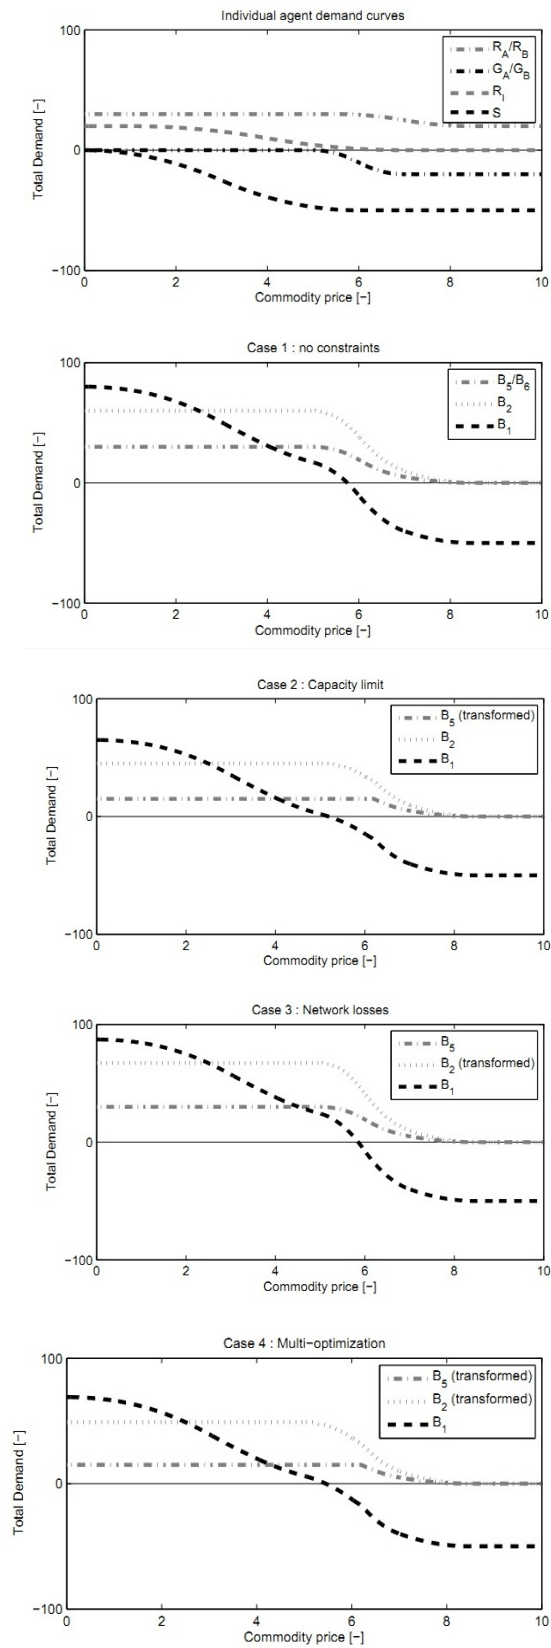 Individual agent demand curves
100
0
−100
Total Demand [−]
R_A/R_B
G_A/G_B
R_I
S
0 2 4 6 8 10
Commodity price [−]
Case 1 : no constraints
100
0
−100
Total Demand [−]
B_5/B_6
B_2
B_1
0 2 4 6 8 10
Commodity price [−]
Case 2 : Capacity limit
100
0
−100
Total Demand [−]
B_5 (transformed)
B_2
B_1
0 2 4 6 8 10
Commodity price [−]
Case 3 : Network losses
100
0
−100
Total Demand [−]
B_5
B_2 (transformed)
B_1
0 2 4 6 8 10
Commodity price [−]
Case 4 : Multi−optimization
100
0
−100
Total Demand [−]
B_5 (transformed)
B_2 (transformed)
B_1
0 2 4 6 8 10
Commodity price [−]